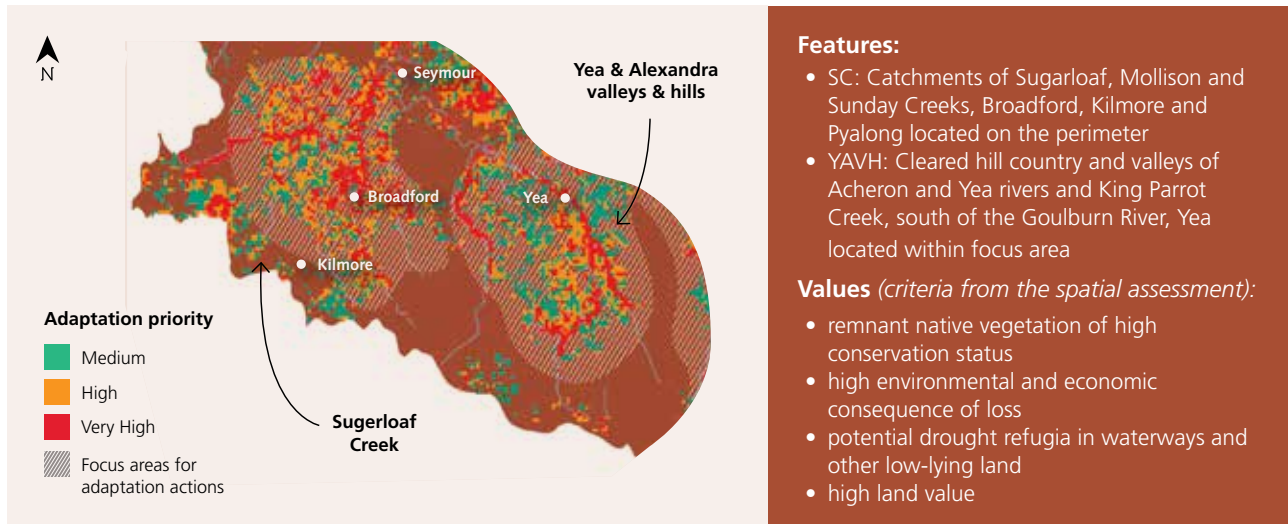 N
Seymour
Yea & Alexandra
valleys & hills
Broadford
Yea
Kilmore
Adaptation priority
Medium
High
Very High
Focus areas for
adaptation actions
Sugerloaf
Creek
Features:
• SC: Catchments of Sugarloaf, Mollison and
Sunday Creeks, Broadford, Kilmore and
Pyalong located on the perimeter
• YAVH: Cleared hill country and valleys of
Acheron and Yea rivers and King Parrot
Creek, south of the Goulburn River, Yea
located within focus area
Values (criteria from the spatial assessment):
• remnant native vegetation of high
conservation status
• high environmental and economic
consequence of loss
• potential drought refugia in waterways and
other low-lying land
• high land value